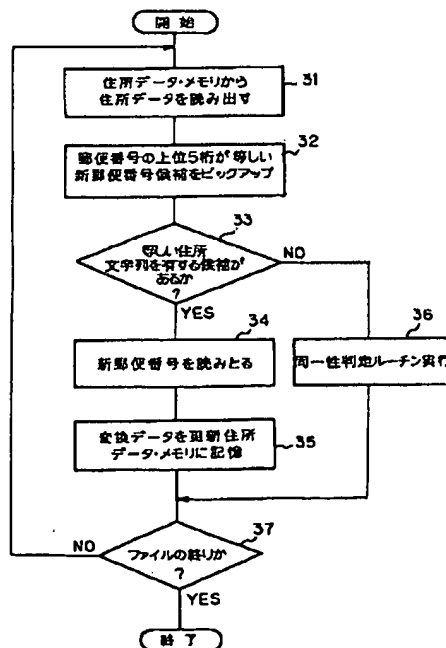 開始
31
住所データ・メモリから
住所データを読み出す
32
郵便番号の上位5桁が等しい
新郵便番号候補をピックアップ
33
等しい住所
文字列を有する候補が
あるか
?
NO
YES
34
36
新郵便番号を読みとる
同一性判定ルーチン実行
35
変換データを更新住所
データ・メモリに記憶
37
NO
ファイルの終りか
?
YES
終了